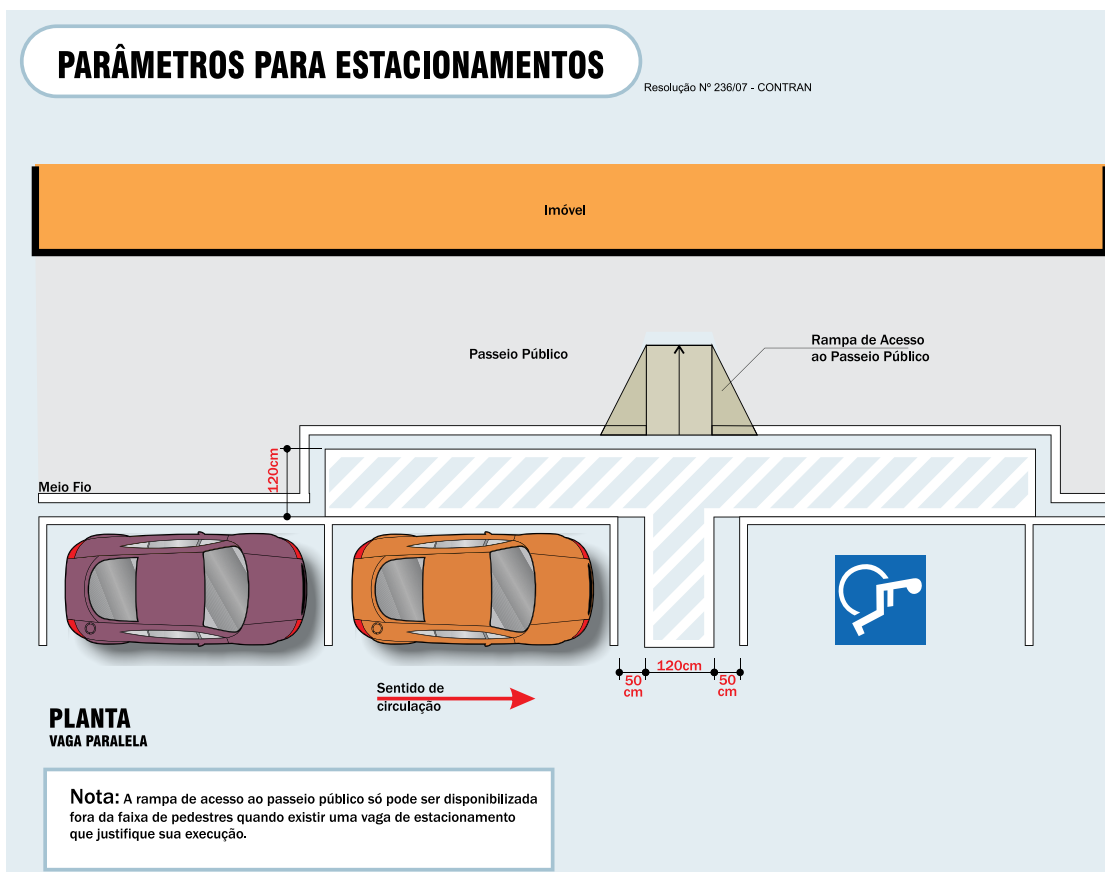 PARÂMETROS PARA ESTACIONAMENTOS
Resolução Nº 236/07 - CONTRAN
Imóvel
Passeio Público
Rampa de Acesso
ao Passeio Público
120cm
Meio Fio
50
cm
120cm
50
cm
Sentido de
circulação
PLANTA
VAGA PARALELA
Nota: A rampa de acesso ao passeio público só pode ser disponibilizada
fora da faixa de pedestres quando existir uma vaga de estacionamento
que justifique sua execução.